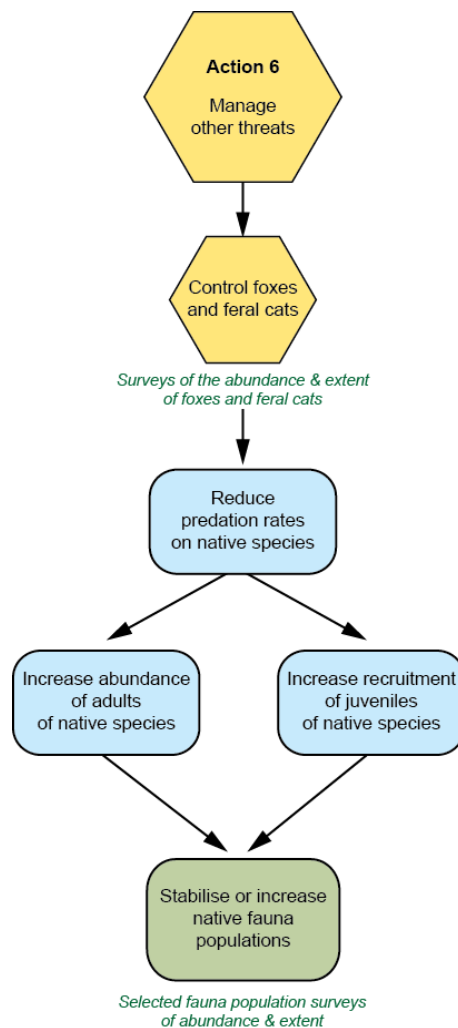 Action 6
Manage
other threats
Control foxes
and feral cats
Surveys of the abundance & extent
of foxes and feral cats
Reduce
predation rates
on native species
Increase abundance
of adults
of native species
Increase recruitment
of juveniles
of native species
Stabilise or increase
native fauna
populations
Selected fauna population surveys
of abundance & extent